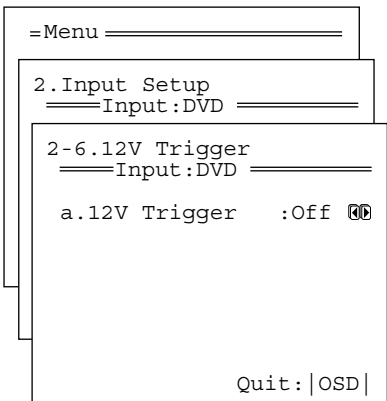 Menu
2.Input Setup
Input:DVD
2-6.12V Trigger
Input:DVD
a.12V Trigger :Off
Quit:|OSD|